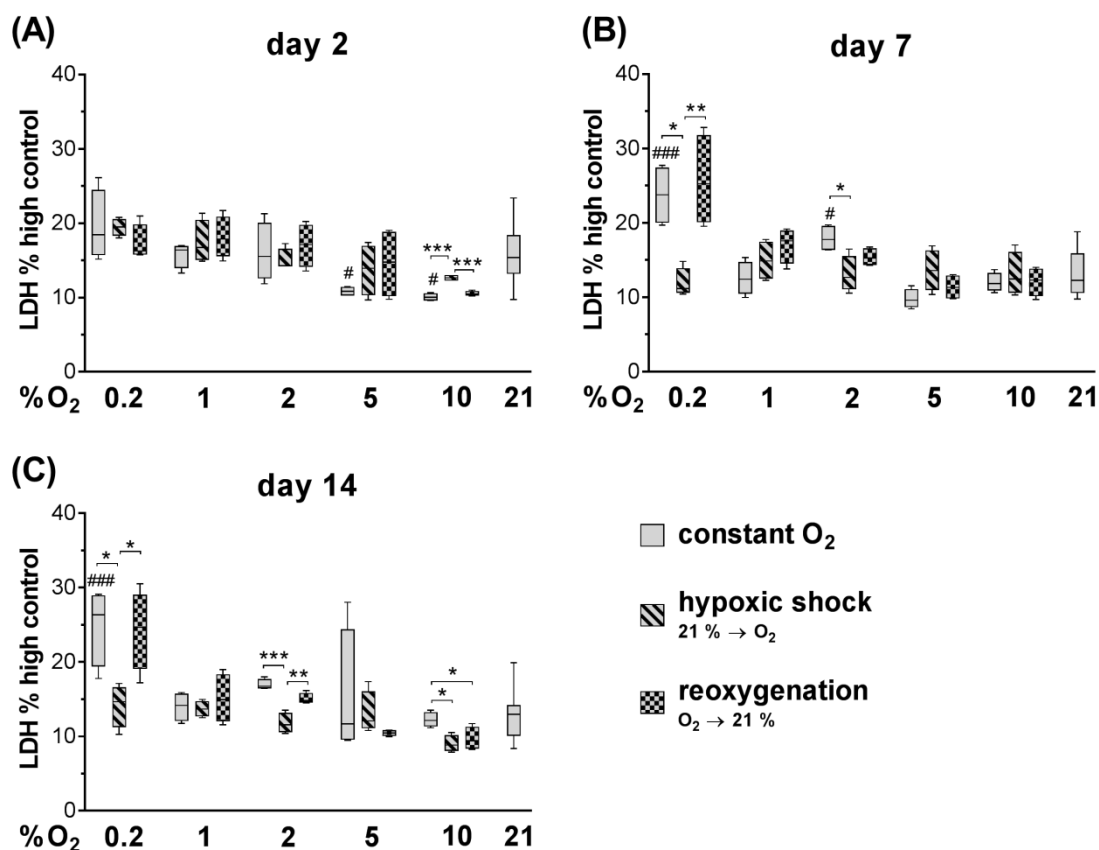 (A)
day 2
LDH % high control
40
30
20
10
0
#
***
#
***
%O₂ 0.2 1 2 5 10 21
(B)
day 7
LDH % high control
40
30
20
10
0
* **
###
*
#
%O₂ 0.2 1 2 5 10 21
(C)
day 14
LDH % high control
40
30
20
10
0
* *
###
*** **
*
*
%O₂ 0.2 1 2 5 10 21
constant O₂
hypoxic shock
21 % → O₂
reoxygenation
O₂ → 21 %